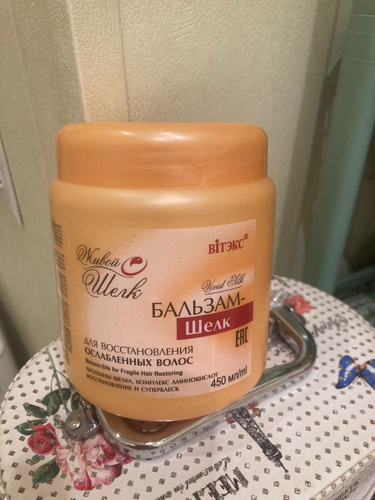 Вiтэкс®
Живой
Шелк
Vivid Silk
БАЛЬЗАМ-
Шелк
ДЛЯ ВОССТАНОВЛЕНИЯ
ОСЛАБЛЕННЫХ ВОЛОС
Balsam-Silk for Fragile Hair Restoring
EAC
ПРОТЕИНЫ ШЕЛКА, КОМПЛЕКС АМИНОКИСЛОТ
ВОССТАНОВЛЕНИЕ И СУПЕРБЛЕСК
450 мл/ml